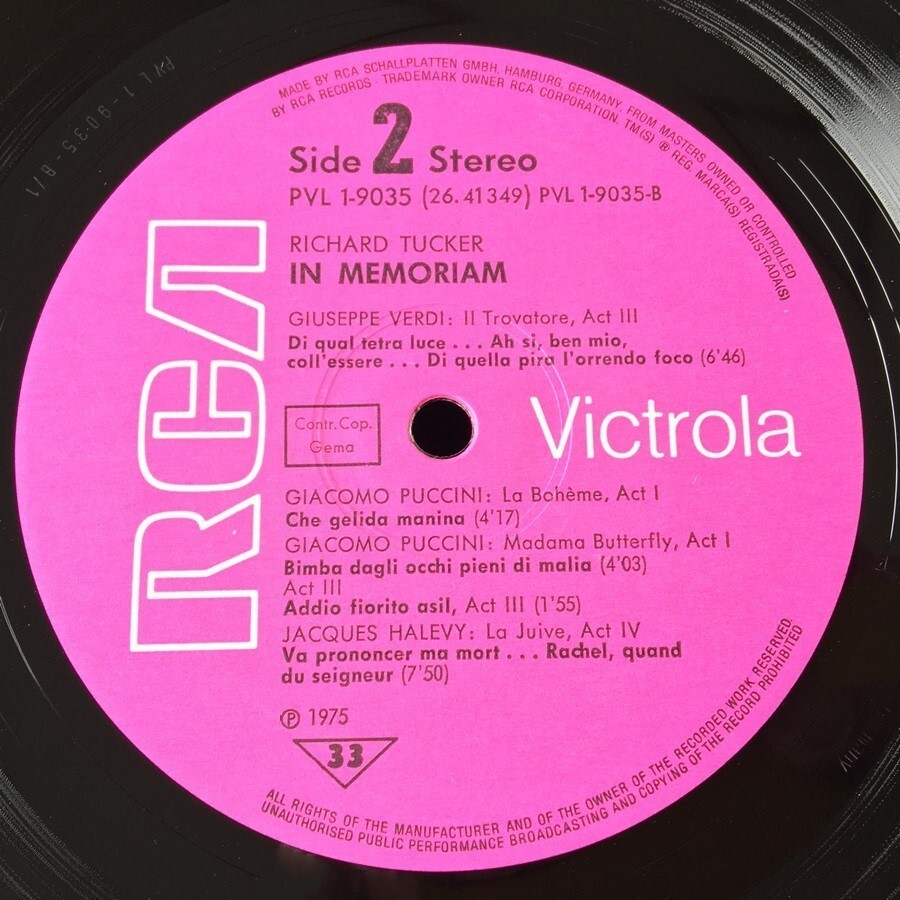 MADE BY RCA SCHALLPLATTEN GMBH, HAMBURG, GERMANY, FROM MASTERS OWNED OR CONTROLLED
BY RCA RECORDS · TRADEMARK OWNER RCA CORPORATION. TM(S) ® REG. MARCA(S) REGISTRADA(S)
Side 2 Stereo
PVL 1-9035 (26.41349) PVL 1-9035-B
RICHARD TUCKER
IN MEMORIAM
GIUSEPPE VERDI: Il Trovatore, Act III
Di qual tetra luce . . . Ah si, ben mio,
coll'essere . . . Di quella pira l'orrendo foco (6'46)
RCA
Contr. Cop.
Gema
Victrola
GIACOMO PUCCINI: La Bohème, Act I
Che gelida manina (4'17)
GIACOMO PUCCINI: Madama Butterfly, Act I
Bimba dagli occhi pieni di malia (4'03)
Act III
Addio fiorito asil, Act III (1'55)
JACQUES HALEVY: La Juive, Act IV
Va prononcer ma mort . . . Rachel, quand
du seigneur (7'50)
℗ 1975
33
ALL RIGHTS OF THE MANUFACTURER AND OF THE OWNER OF THE RECORDED WORK RESERVED.
UNAUTHORISED PUBLIC PERFORMANCE BROADCASTING AND COPYING OF THE RECORD PROHIBITED
PVL1-9035-B/1